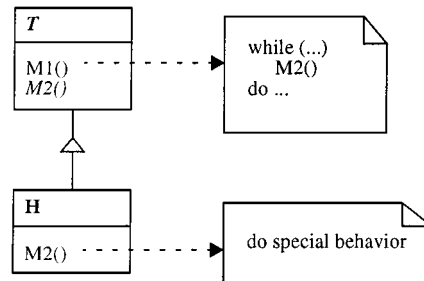 T
M1()
M2()
while (...)
M2()
do ...
H
M2()
do special behavior